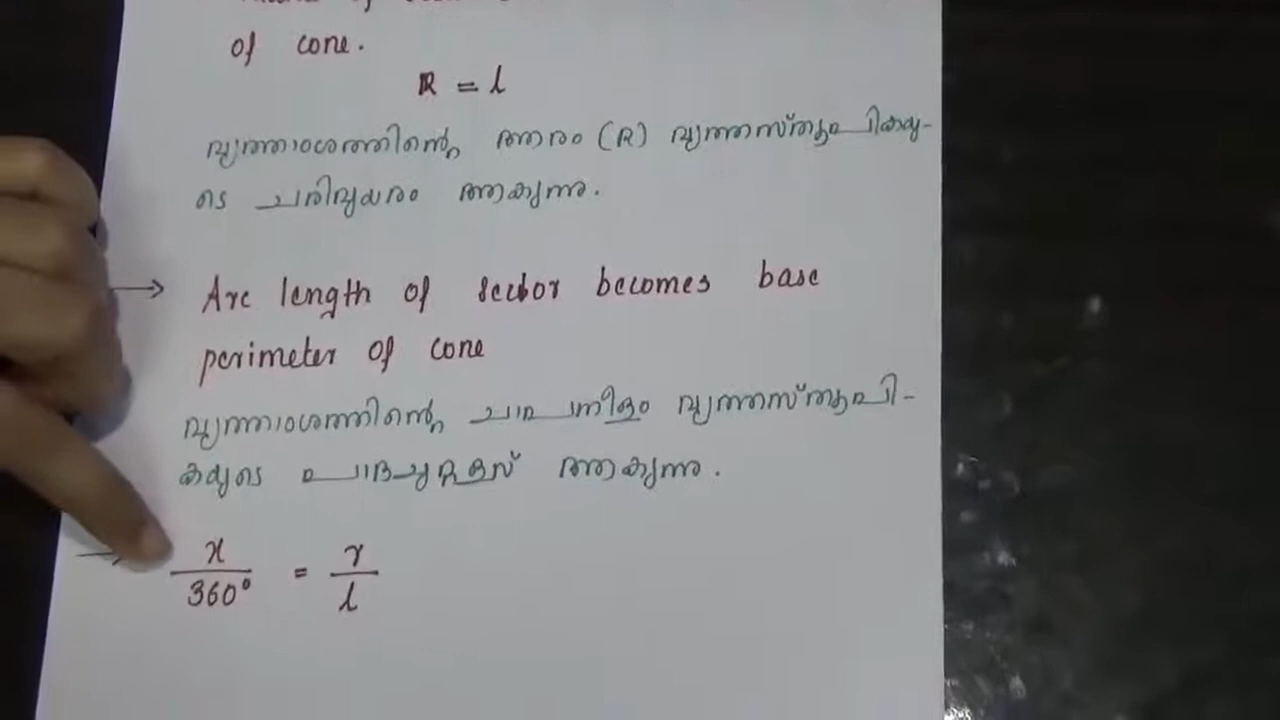 of cone.
R = l
വൃത്താംശത്തിന്റെ ആരം (R) വൃത്തസ്തൂപികയു-
ടെ ചരിവുയരം ആകുന്നു.
→ Arc length of sector becomes base
perimeter of cone
വൃത്താംശത്തിന്റെ ചാപനീളം വൃത്തസ്തൂപി-
കയുടെ പാദചുറ്റളവ് ആകുന്നു.
→ x/360° = r/l